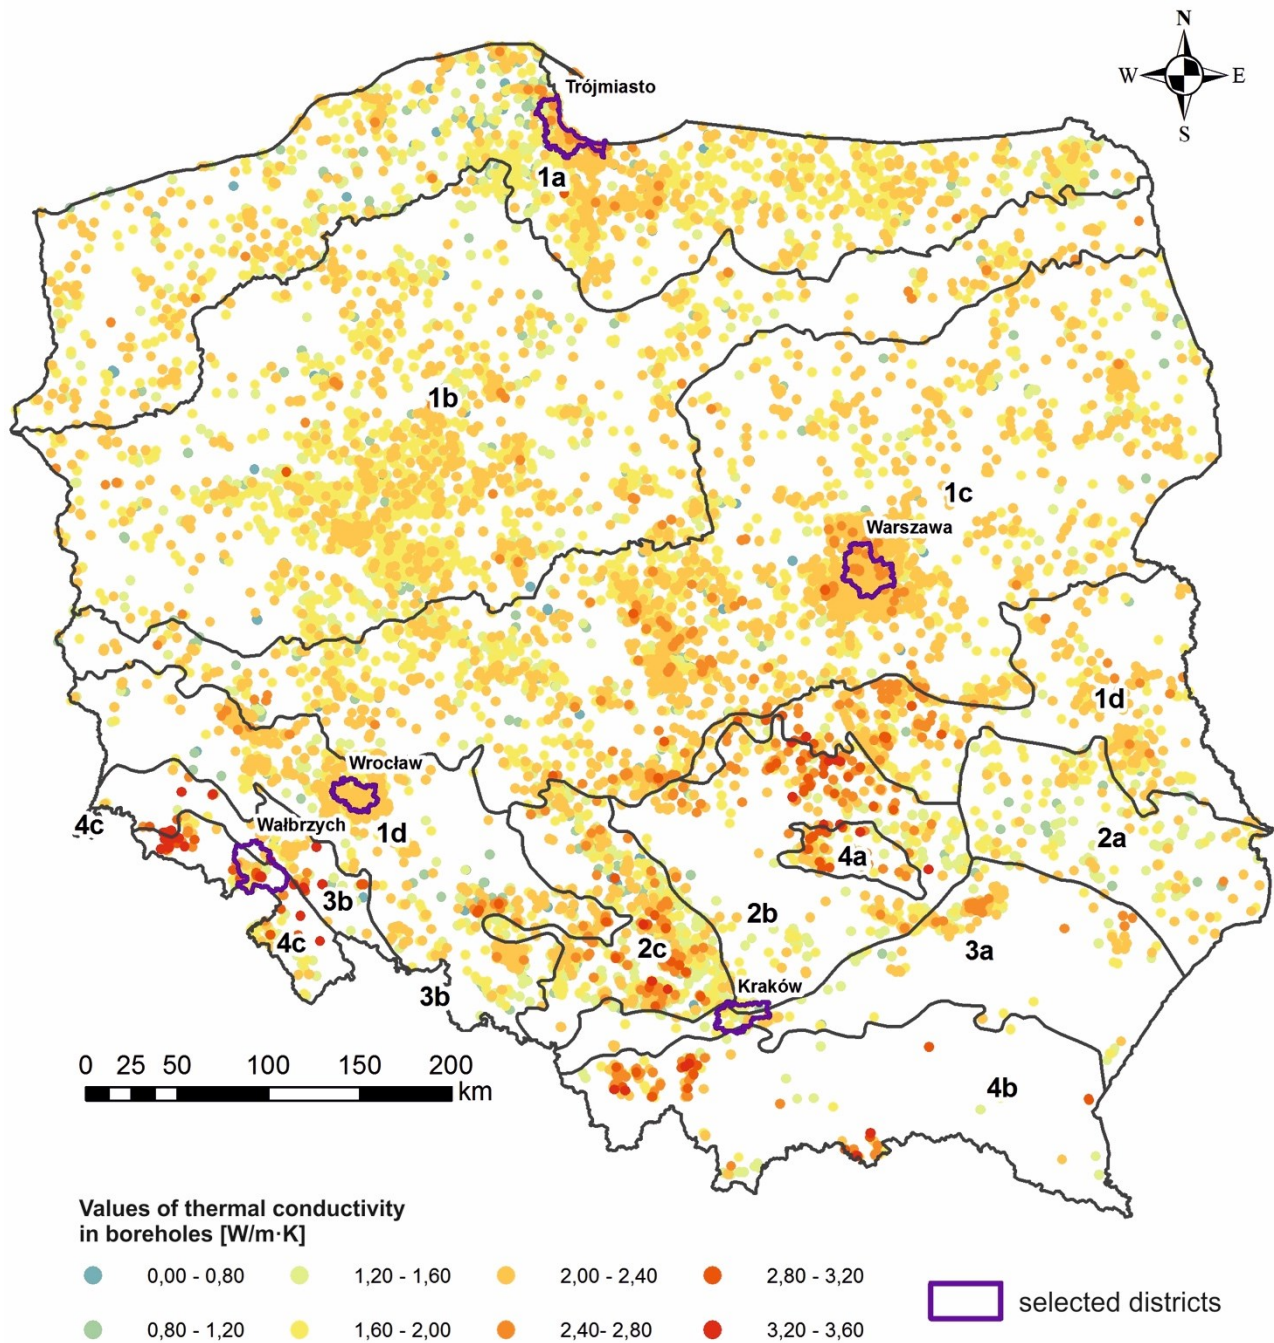 N
W E
S
Trójmiasto
1a
1b
1c
Warszawa
1d
Wrocław
4c
Wałbrzych
1d
2a
4a
3b
2b
4c
2c
3a
3b
Kraków
4b
0 25 50 100 150 200
km
Values of thermal conductivity
in boreholes [W/m·K]
0,00 - 0,80 1,20 - 1,60 2,00 - 2,40 2,80 - 3,20
0,80 - 1,20 1,60 - 2,00 2,40- 2,80 3,20 - 3,60
selected districts